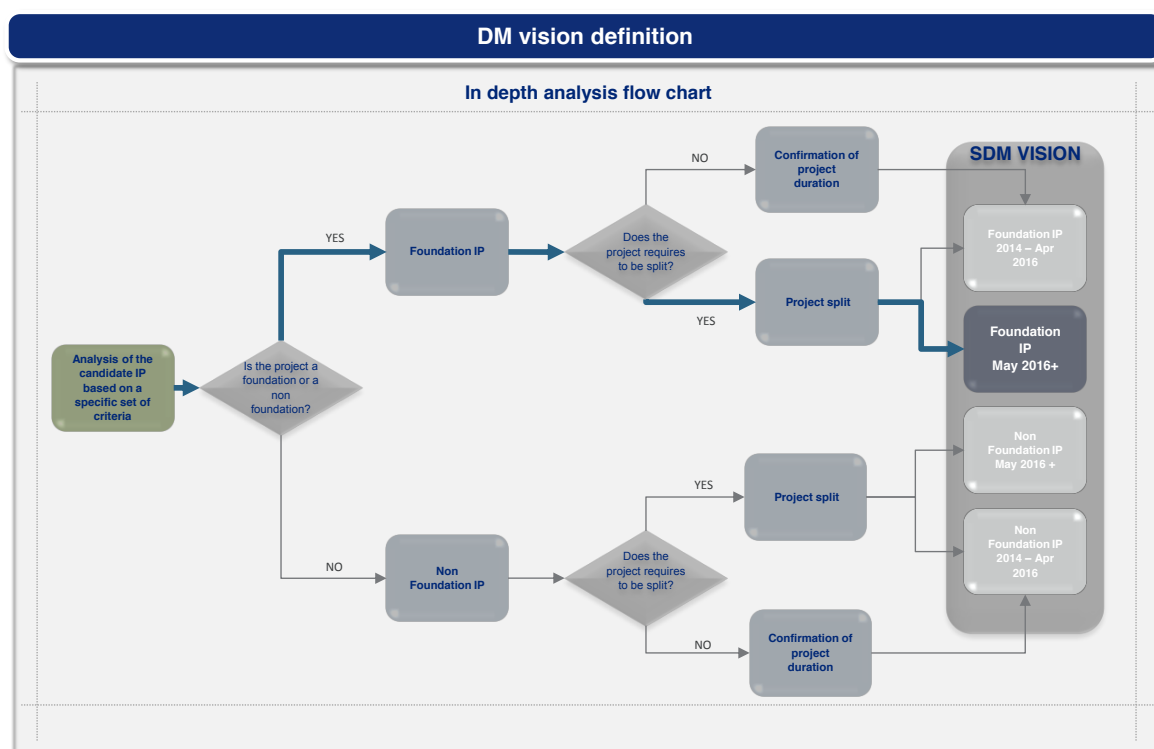 DM vision definition
In depth analysis flow chart
SDM VISION
NO
Confirmation of
project
duration
YES
Foundation IP
Does the
project requires
to be split?
Foundation IP
2014 – Apr
2016
YES
Project split
Foundation
IP
May 2016+
Analysis of the
candidate IP
based on a
specific set of
criteria
Is the project a
foundation or a
non
foundation?
Non
Foundation IP
May 2016 +
YES
Project split
NO
Non
Foundation IP
Does the
project requires
to be split?
Non
Foundation IP
2014 – Apr
2016
NO
Confirmation of
project
duration